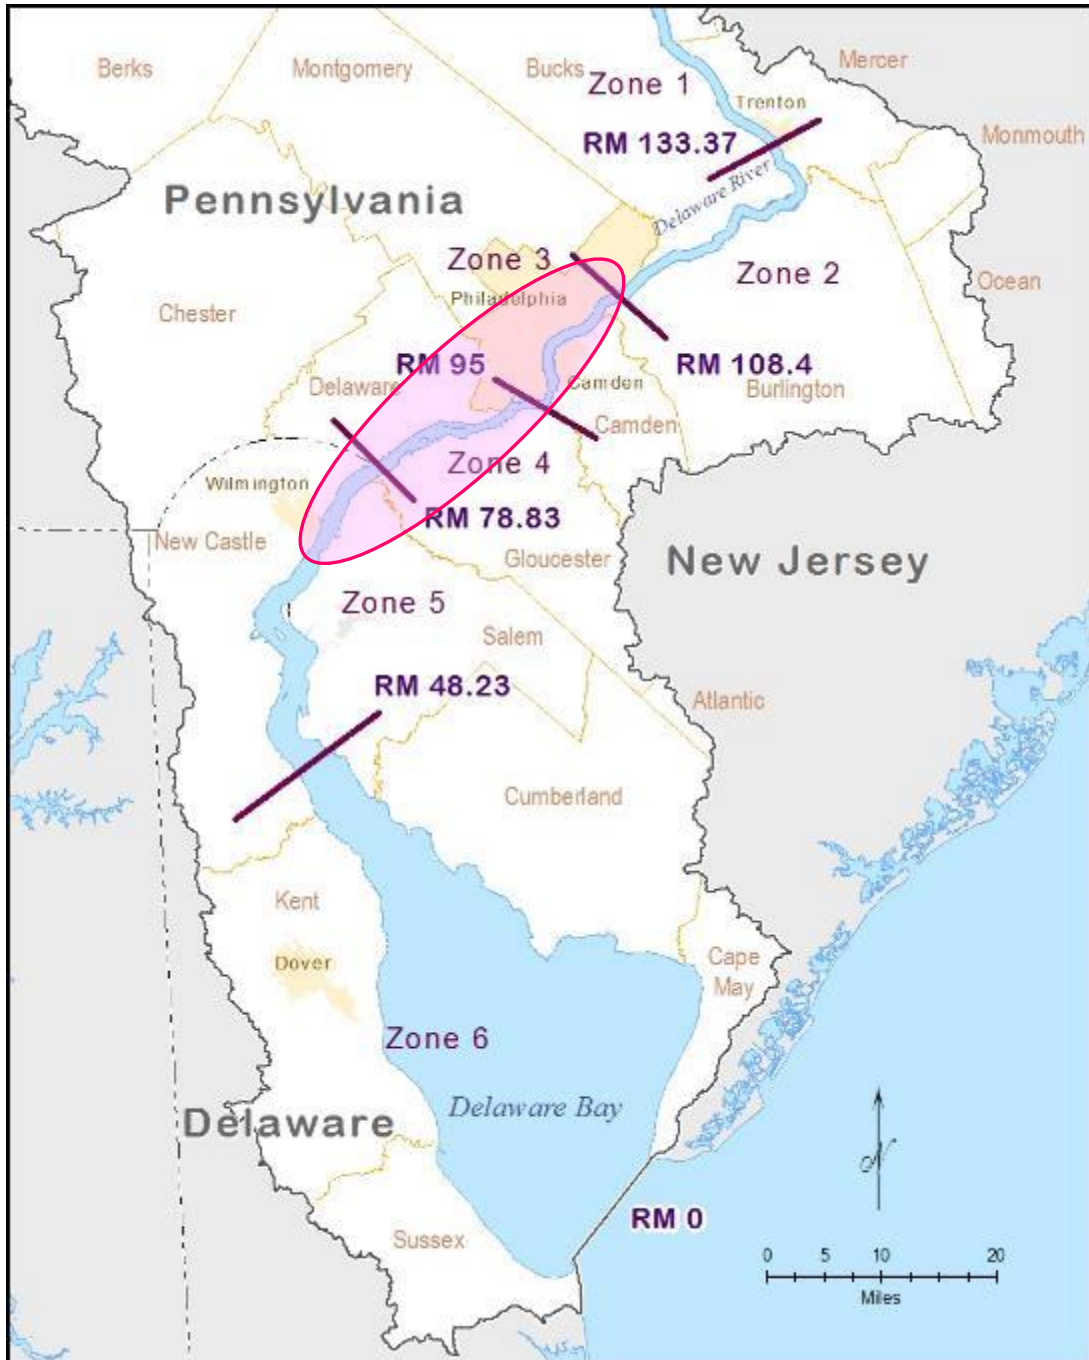 Mercer
Berks
Montgomery
Bucks
Zone 1
Trenton
Monmouth
RM 133.37
Delaware River
Pennsylvania
Zone 3
Zone 2
Ocean
Philadelphia
Chester
RM 95
RM 108.4
Delaware
Camden
Burlington
Camden
Zone 4
Wilmington
RM 78.83
New Castle
Gloucester
New Jersey
Zone 5
Salem
RM 48.23
Atlantic
Cumberland
Kent
Dover
Cape
May
Zone 6
Delaware Bay
Delaware
N
RM 0
Sussex
0 5 10 20
Miles